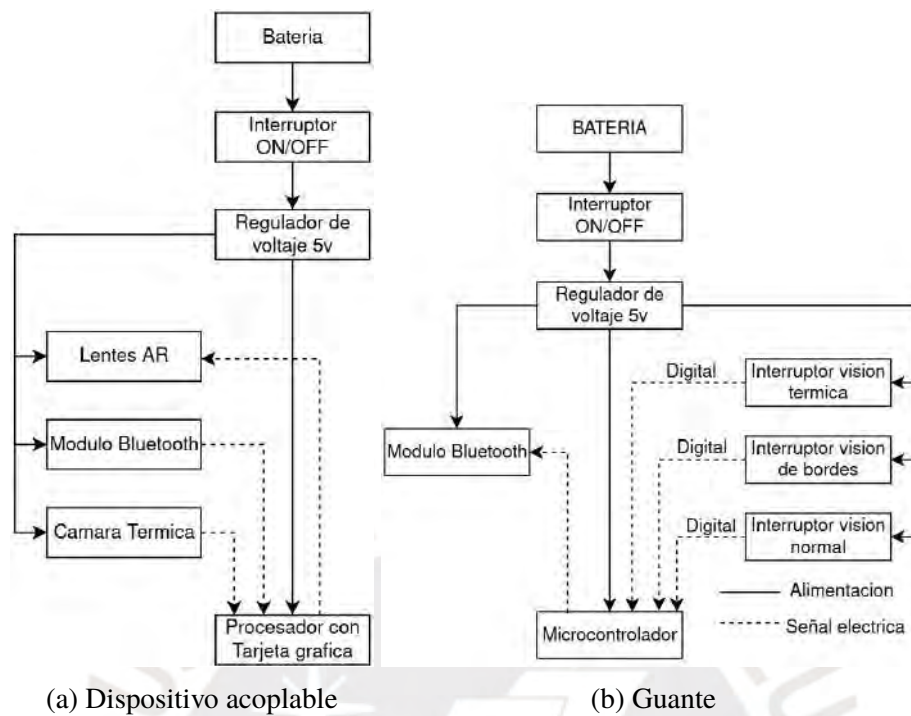 Bateria
Interruptor
ON/OFF
Regulador de
voltaje 5v
Lentes AR
Modulo Bluetooth
Camara Termica
Procesador con
Tarjeta grafica
(a) Dispositivo acoplable
BATERIA
Interruptor
ON/OFF
Regulador de
voltaje 5v
Modulo Bluetooth
Digital
Interruptor vision
termica
Digital
Interruptor vision
de bordes
Digital
Interruptor vision
normal
Microcontrolador
Alimentacion
Señal electrica
(b) Guante